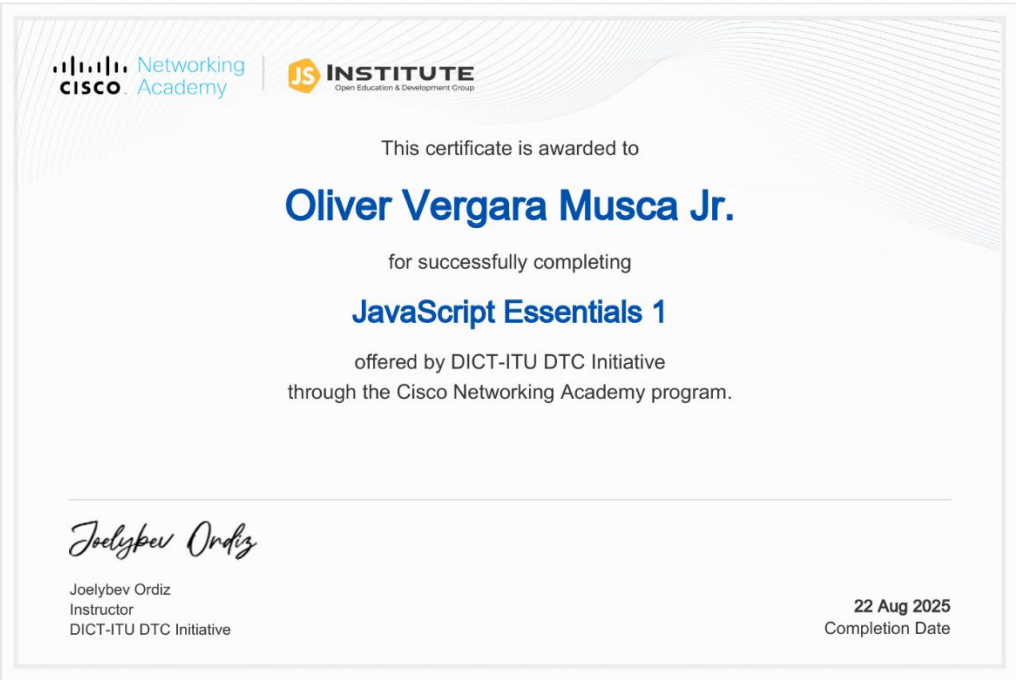 CISCO Networking Academy
JS INSTITUTE
Open Education & Development Group
This certificate is awarded to
Oliver Vergara Musca Jr.
for successfully completing
JavaScript Essentials 1
offered by DICT-ITU DTC Initiative
through the Cisco Networking Academy program.
Joelybev Ordiz
Joelybev Ordiz
Instructor
DICT-ITU DTC Initiative
22 Aug 2025
Completion Date